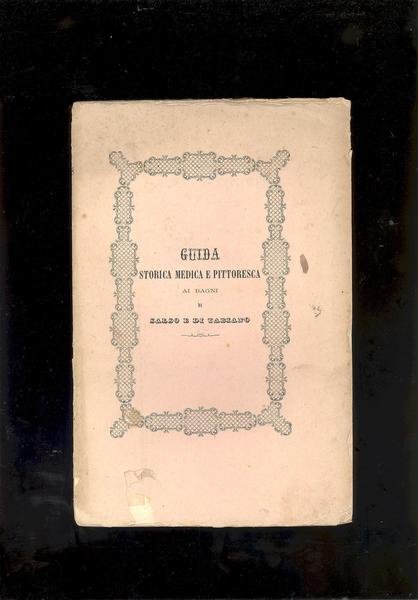 GUIDA
STORICA MEDICA E PITTORESCA
AI BAGNI
DI
SALSO E DI TABIANO